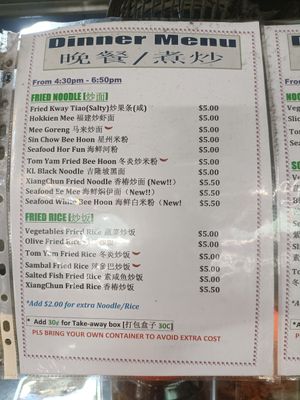 Dinner Menu
晚餐/煮炒
From 4:30pm - 6:50pm
FRIED NOODLE [炒面]
Fried Kway Tiao(Salty)炒果条(咸) $5.00
Hokkien Mee 福建炒虾面 $5.00
Mee Goreng 马来炒面 $5.00
Sin Chow Bee Hoon 星州米粉 $5.00
Seafood Hor Fun 海鲜河粉 $5.00
Tom Yam Fried Bee Hoon 冬炎炒米粉 $5.00
KL Black Noodle 吉隆坡黑面 $5.00
XiangChun Fried Noodle 香椿炒面 (New!!) $5.50
Seafood Ee Mee 海鲜焖伊面 (New!!) $5.50
Seafood White Bee Hoon 海鲜白米粉 (New!!) $5.50
FRIED RICE [炒饭]
Vegetables Fried Rice 蔬菜炒饭 $5.00
Olive Fried Rice 炒饭 $5.00
Tom Yam Fried Rice 冬炎炒饭 $5.00
Sambal Fried Rice 叁峇巴炒饭 $5.00
Salted Fish Fried Rice 素咸鱼炒饭 $5.00
XiangChun Fried Rice 香椿炒饭 $5.50
*Add $2.00 for extra Noodle/Rice
* Add 30¢ for Take-away box [打包盒子 30C]
PLS BRING YOUR OWN CONTAINER TO AVOID EXTRA COST